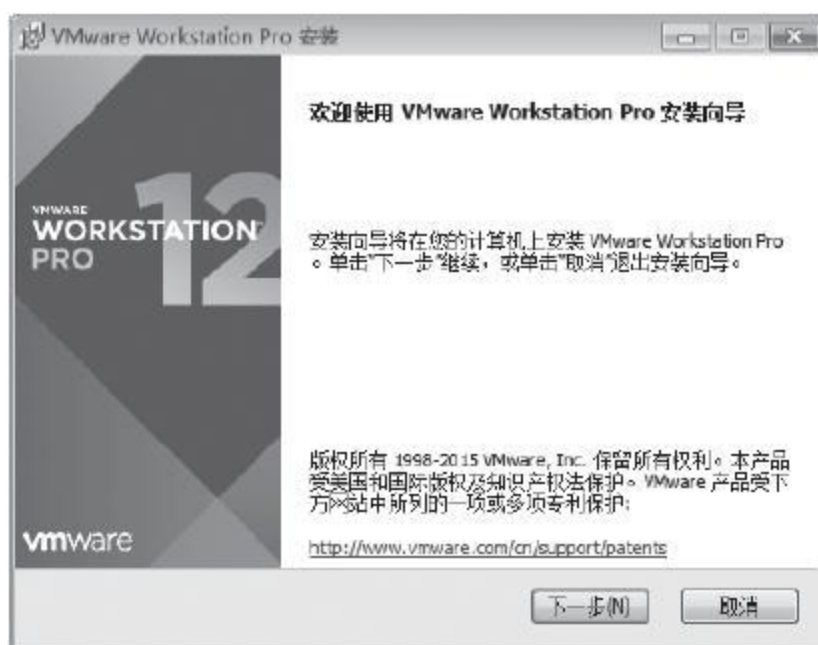 VMware Workstation Pro 安装
欢迎使用 VMware Workstation Pro 安装向导
VMWARE
WORKSTATION
PRO
12
安装向导将在您的计算机上安装 VMware Workstation Pro
。单击"下一步"继续，或单击"取消"退出安装向导。
版权所有 1998-2015 VMware, Inc. 保留所有权利。本产品
受美国和国际版权及知识产权法保护。VMware 产品受下
方网站中所列的一项或多项专利保护:
http://www.vmware.com/cn/support/patents
vmware
下一步(N)
取消